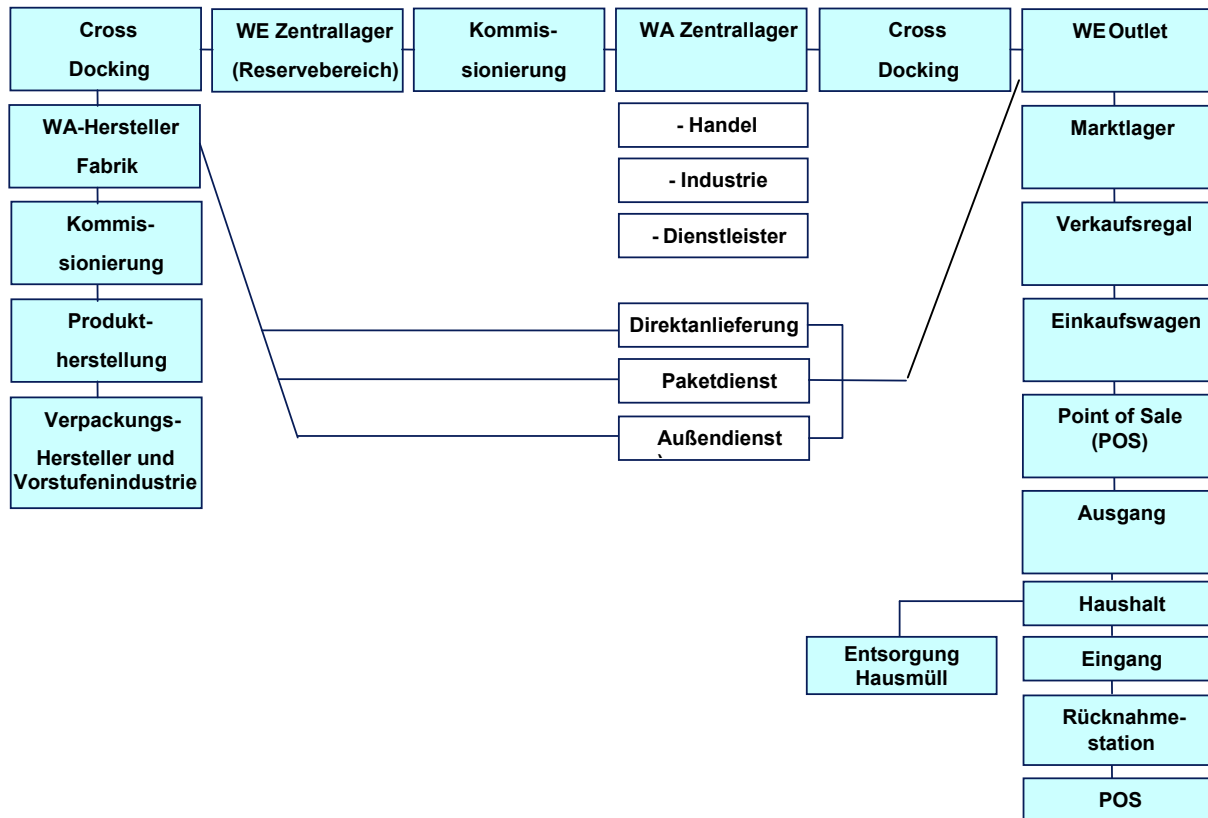 Cross
Docking
WE Zentrallager
(Reservebereich)
Kommis-
sionierung
WA Zentrallager
Cross
Docking
WE Outlet
WA-Hersteller
Fabrik
- Handel
Marktlager
- Industrie
Kommis-
sionierung
- Dienstleister
Verkaufsregal
Produkt-
herstellung
Direktanlieferung
Einkaufswagen
Paketdienst
Verpackungs-
Hersteller und
Vorstufenindustrie
Außendienst
Point of Sale
(POS)
Ausgang
Haushalt
Entsorgung
Hausmüll
Eingang
Rücknahme-
station
POS